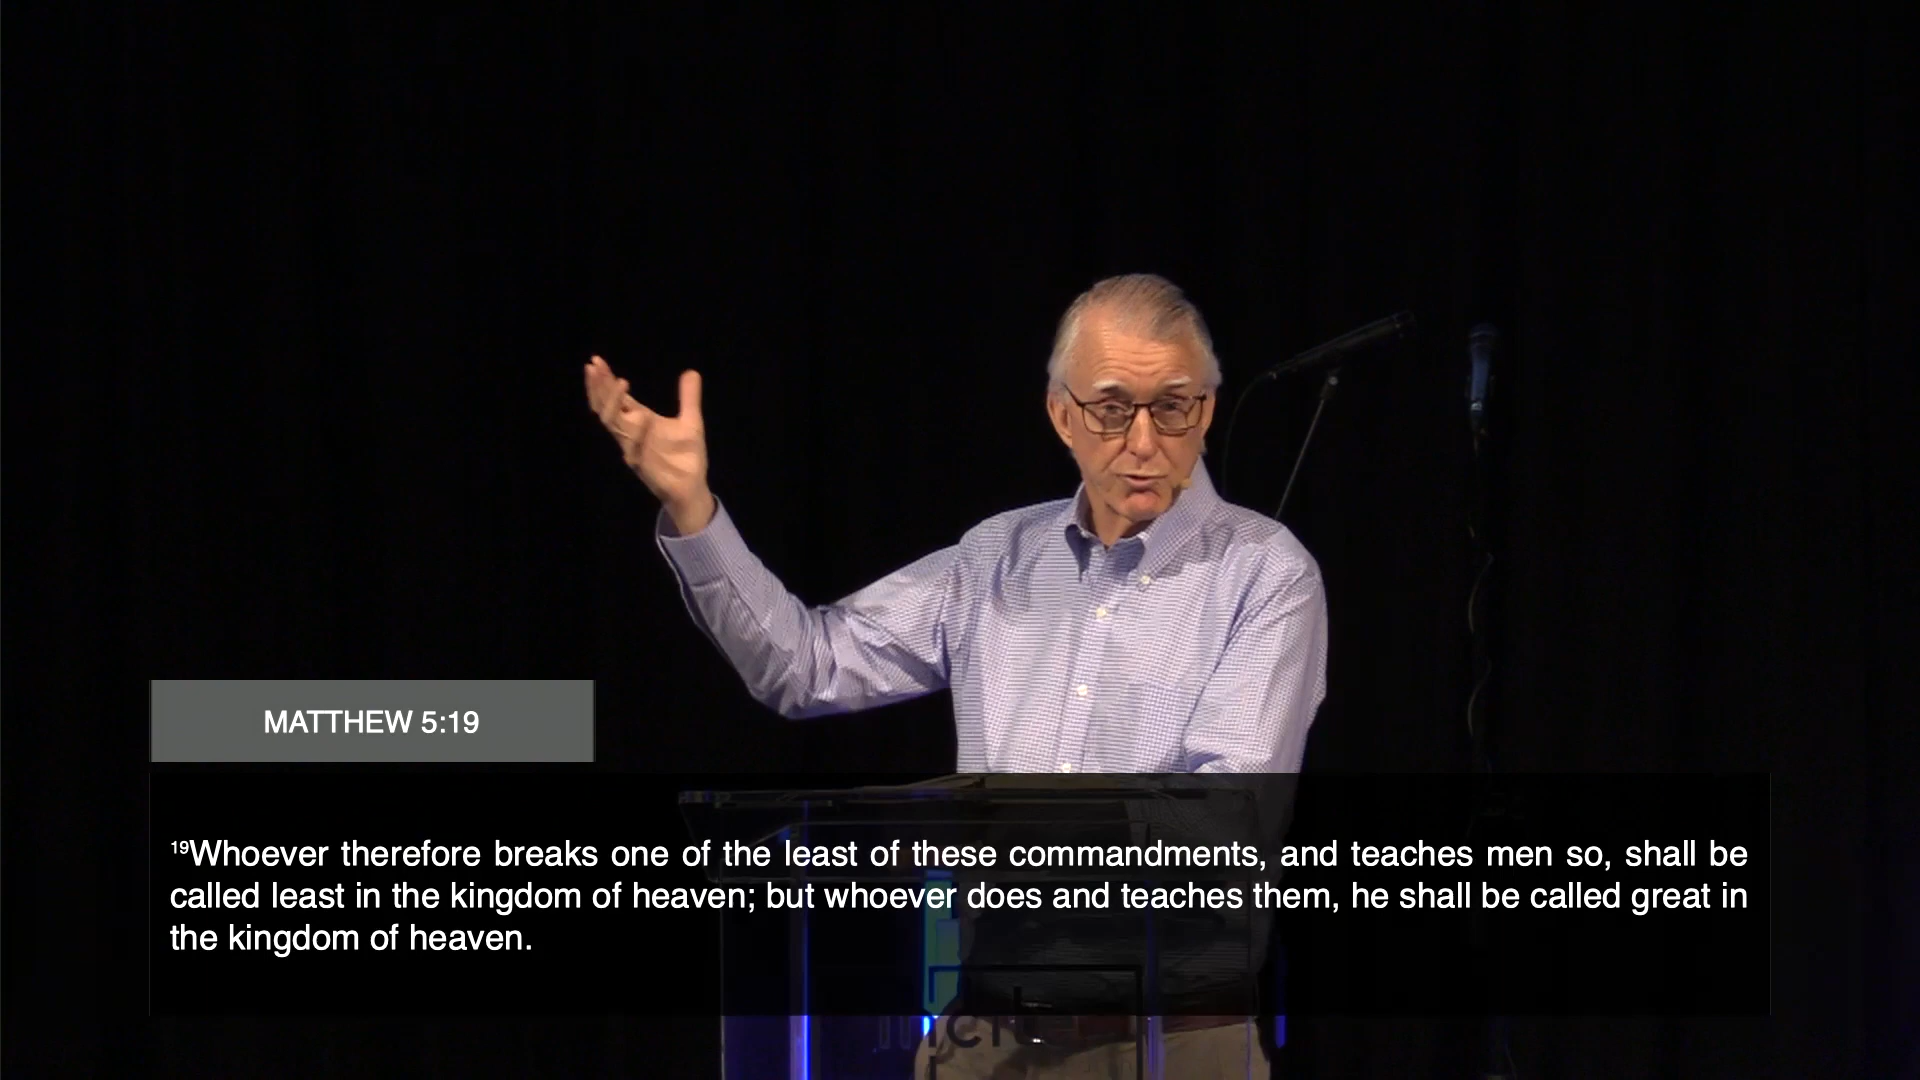 MATTHEW 5:19
¹⁹Whoever therefore breaks one of the least of these commandments, and teaches men so, shall be
called least in the kingdom of heaven; but whoever does and teaches them, he shall be called great in
the kingdom of heaven.